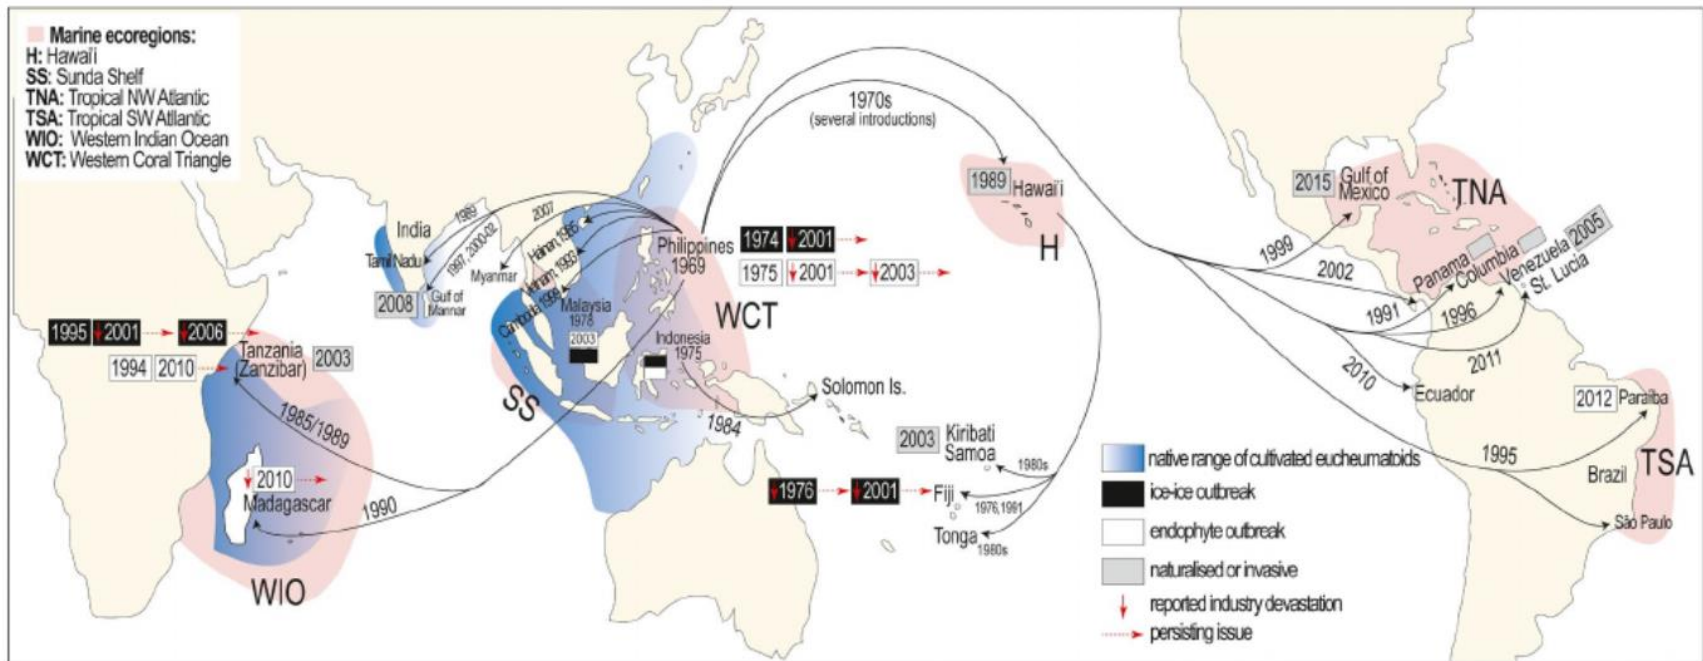 Marine ecoregions:
H: Hawai'i
SS: Sunda Shelf
TNA: Tropical NW Atlantic
TSA: Tropical SW Atllantic
WIO: Western Indian Ocean
WCT: Western Coral Triangle
1970s
(several introductions)
1989
Hawai'i
H
2015
Gulf of
Mexico
TNA
1999
2002
Panama
Columbia
Venezuela
2005
St. Lucia
1991
1996
2011
2010
Ecuador
2012
Paraíba
1995
Brazil
TSA
São Paulo
India
1989
1997, 2000-02
2007
Hainan, 1985
Vietnam, 1993
Tamil Nadu
Myanmar
2008
Gulf of
Mannar
Cambodia 1999
Malaysia
1978
2003
Philippines
1969
1974
2001
1975
2001
2003
WCT
Indonesia
1975
SS
1984
Solomon Is.
1995
2001
2006
1994
2010
Tanzania
(Zanzibar)
2003
1985/1989
2010
Madagascar
1990
WIO
2003
Kiribati
Samoa
1980s
1976
2001
Fiji
1976,1991
Tonga
1980s
native range of cultivated eucheumatoids
ice-ice outbreak
endophyte outbreak
naturalised or invasive
reported industry devastation
persisting issue